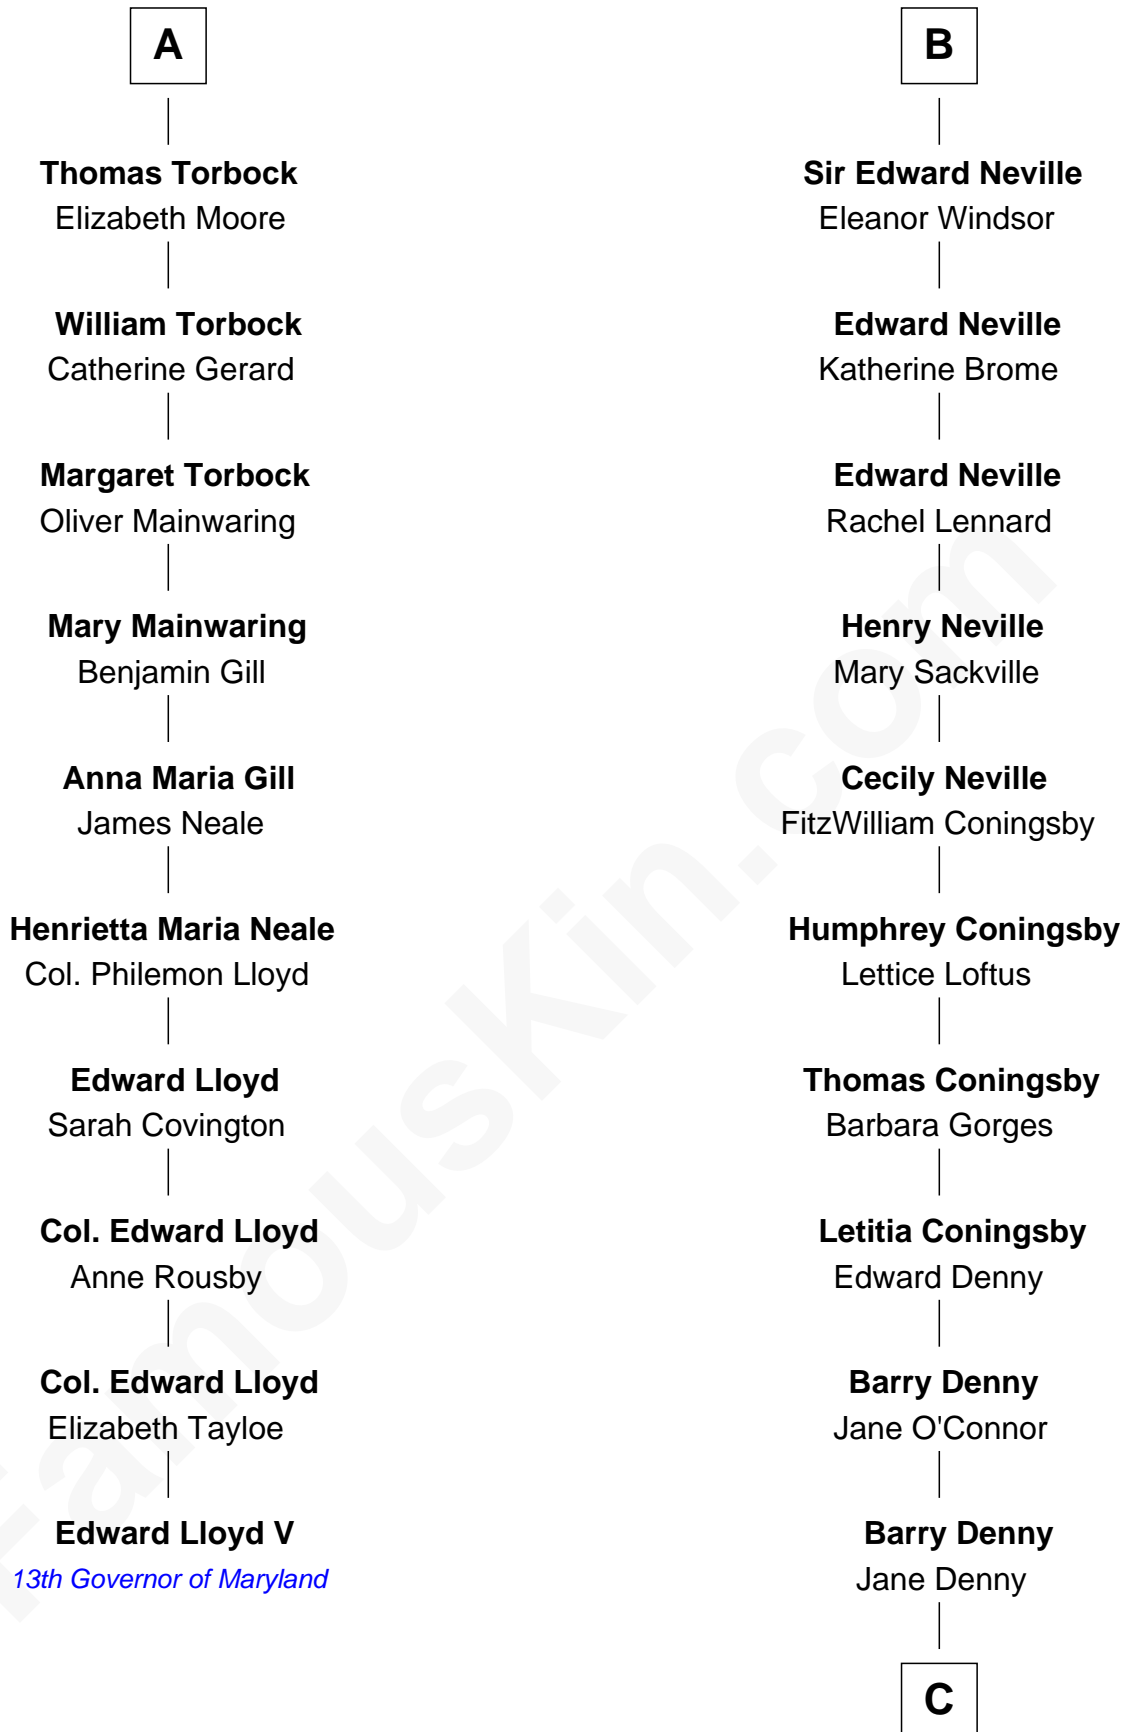 A
Thomas Torbock
Elizabeth Moore
William Torbock
Catherine Gerard
Margaret Torbock
Oliver Mainwaring
Mary Mainwaring
Benjamin Gill
Anna Maria Gill
James Neale
Henrietta Maria Neale
Col. Philemon Lloyd
Edward Lloyd
Sarah Covington
Col. Edward Lloyd
Anne Rousby
Col. Edward Lloyd
Elizabeth Tayloe
Edward Lloyd V
13th Governor of Maryland
B
Sir Edward Neville
Eleanor Windsor
Edward Neville
Katherine Brome
Edward Neville
Rachel Lennard
Henry Neville
Mary Sackville
Cecily Neville
FitzWilliam Coningsby
Humphrey Coningsby
Lettice Loftus
Thomas Coningsby
Barbara Gorges
Letitia Coningsby
Edward Denny
Barry Denny
Jane O'Connor
Barry Denny
Jane Denny
C
FamousKin.com